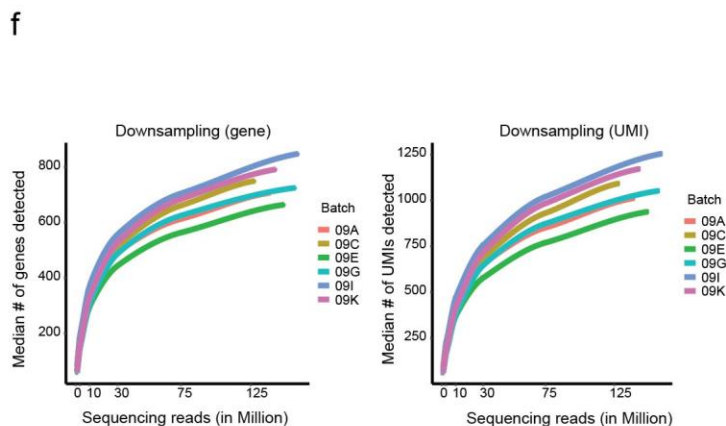 f
Downsampling (gene)
Median # of genes detected
800
600
400
200
0 10 30 75 125
Sequencing reads (in Million)
Batch
09A
09C
09E
09G
09I
09K
Downsampling (UMI)
Median # of UMIs detected
1250
1000
750
500
250
0 10 30 75 125
Sequencing reads (in Million)
Batch
09A
09C
09E
09G
09I
09K